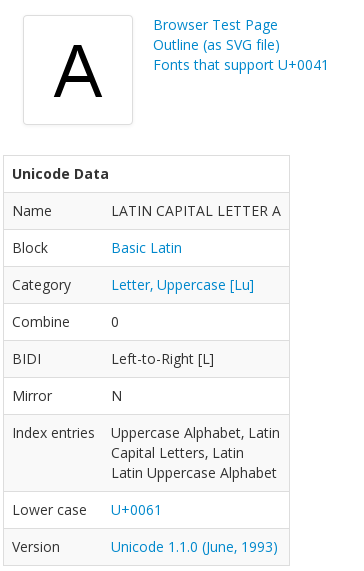 A
Browser Test Page
Outline (as SVG file)
Fonts that support U+0041
Unicode Data
Name LATIN CAPITAL LETTER A
Block Basic Latin
Category Letter, Uppercase [Lu]
Combine 0
BIDI Left-to-Right [L]
Mirror N
Index entries Uppercase Alphabet, Latin
Capital Letters, Latin
Latin Uppercase Alphabet
Lower case U+0061
Version Unicode 1.1.0 (June, 1993)